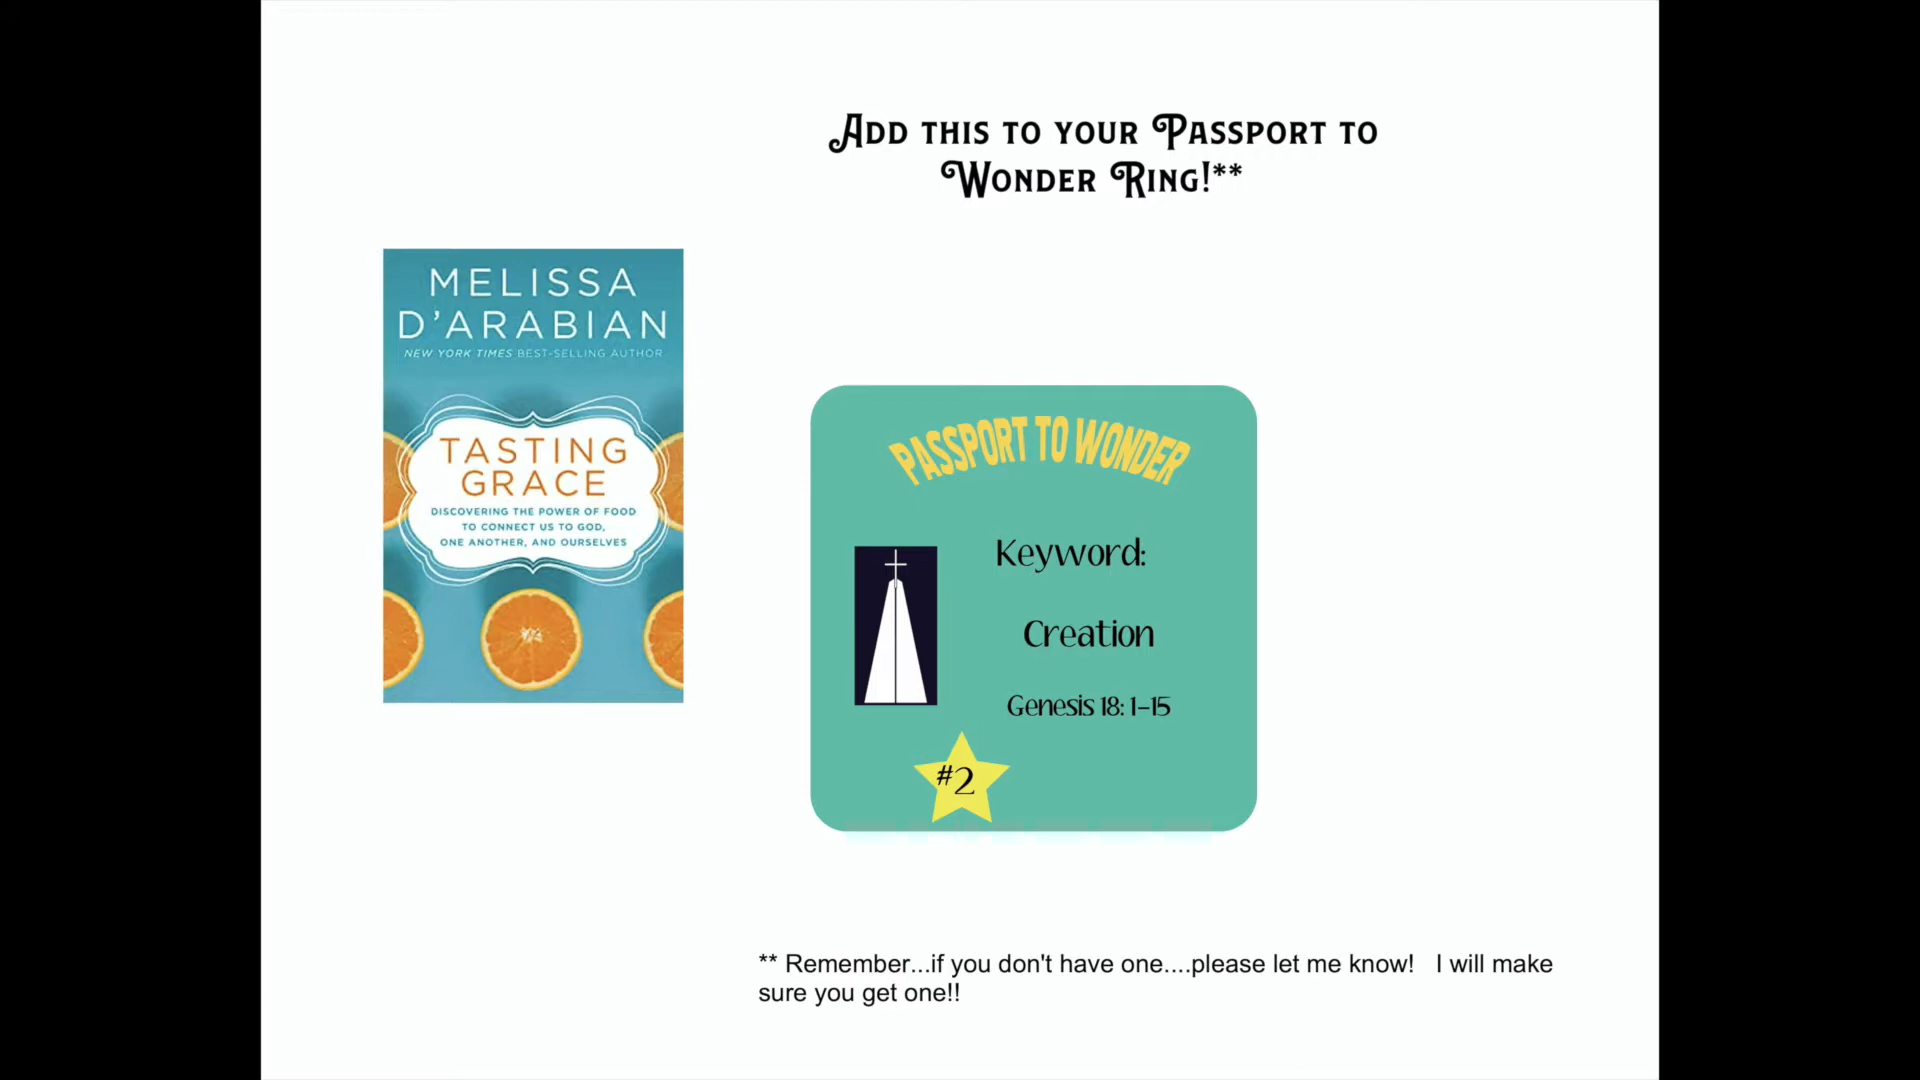 Add this to your Passport to
Wonder Ring!**
MELISSA
D'ARABIAN
NEW YORK TIMES BEST-SELLING AUTHOR
TASTING
GRACE
DISCOVERING THE POWER OF FOOD
TO CONNECT US TO GOD,
ONE ANOTHER, AND OURSELVES
PASSPORT TO WONDER
Keyword:
Creation
Genesis 18: 1-15
#2
** Remember...if you don't have one....please let me know!   I will make
sure you get one!!